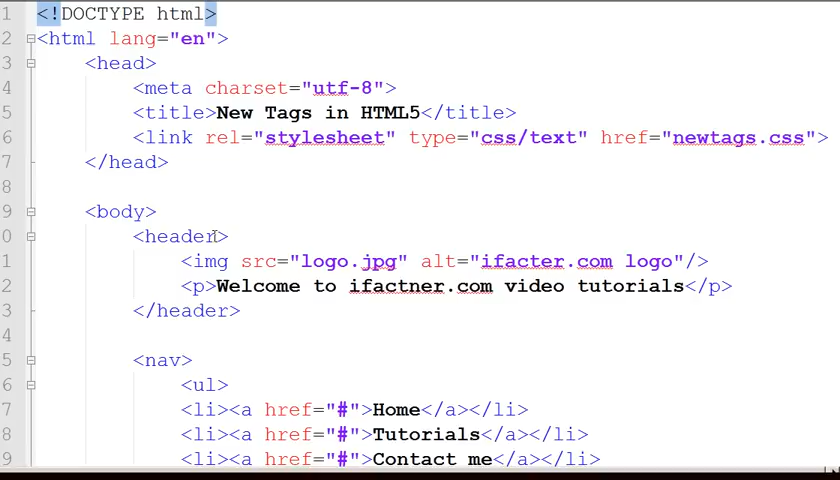 1 <!DOCTYPE html>
2 <html lang="en">
3 <head>
4 <meta charset="utf-8">
5 <title>New Tags in HTML5</title>
6 <link rel="stylesheet" type="css/text" href="newtags.css">
7 </head>
8
9 <body>
0 <header>
1 <img src="logo.jpg" alt="ifacter.com logo"/>
2 <p>Welcome to ifactner.com video tutorials</p>
3 </header>
4
5 <nav>
6 <ul>
7 <li><a href="#">Home</a></li>
8 <li><a href="#">Tutorials</a></li>
9 <li><a href="#">Contact me</a></li>